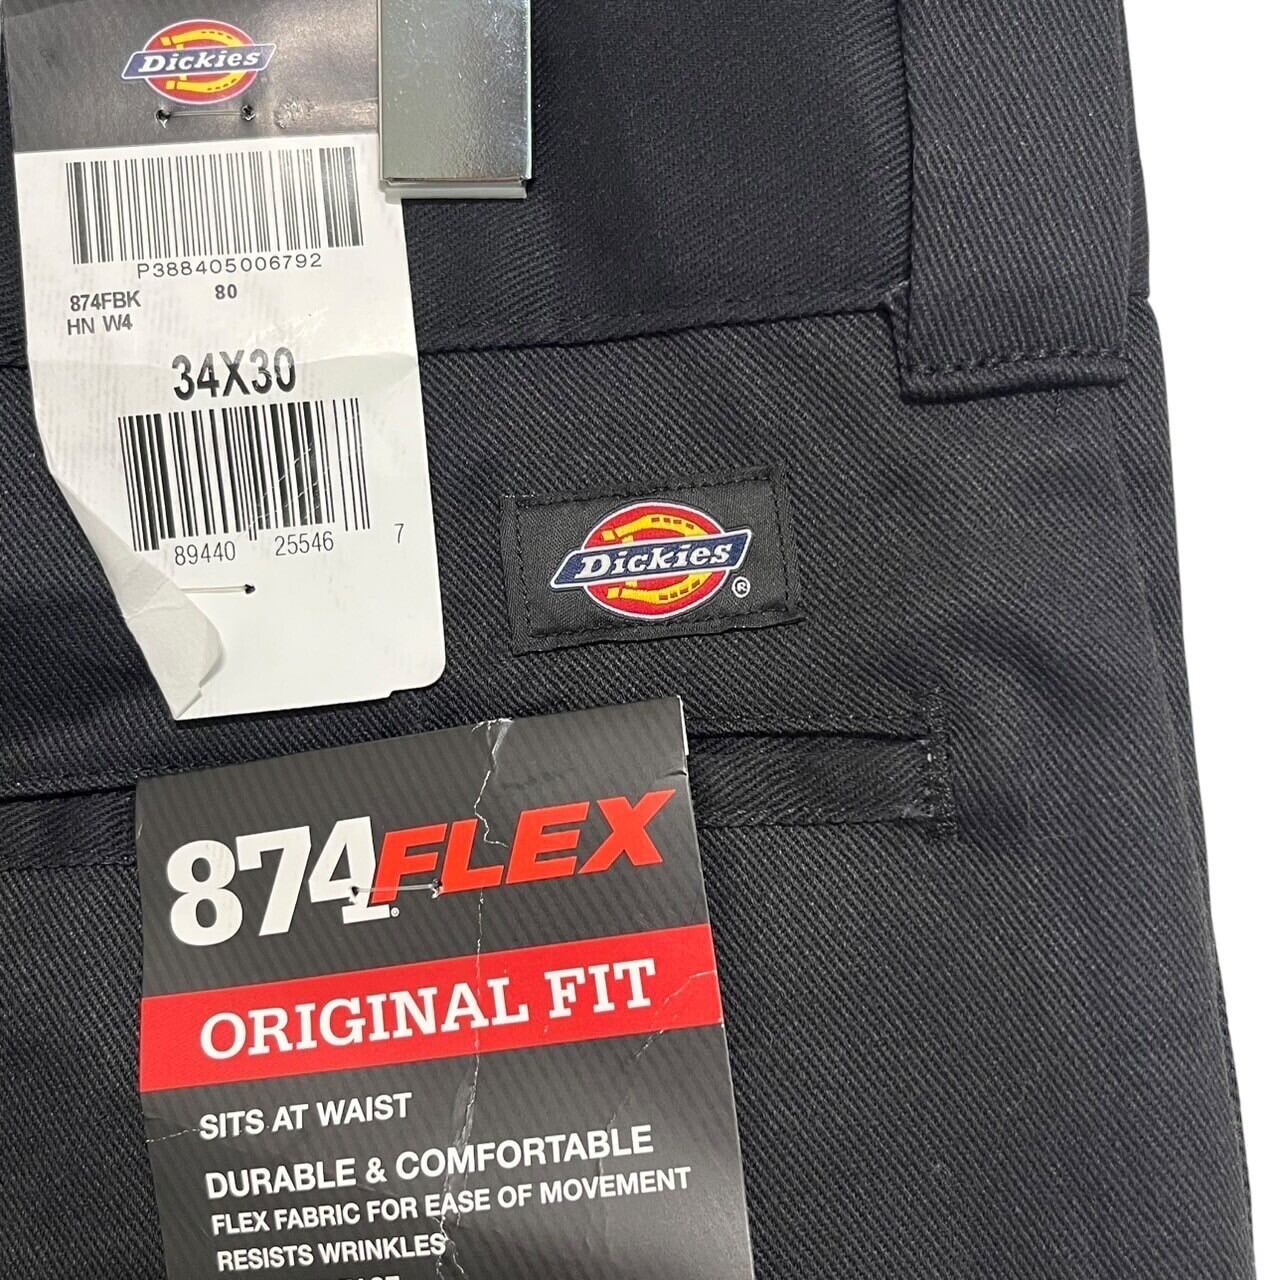 Dickies
P388405006792
874FBK 80
HN W4
34X30
89440 25546 7
Dickies
®
874FLEX
®
ORIGINAL FIT
SITS AT WAIST
DURABLE & COMFORTABLE
FLEX FABRIC FOR EASE OF MOVEMENT
RESISTS WRINKLES